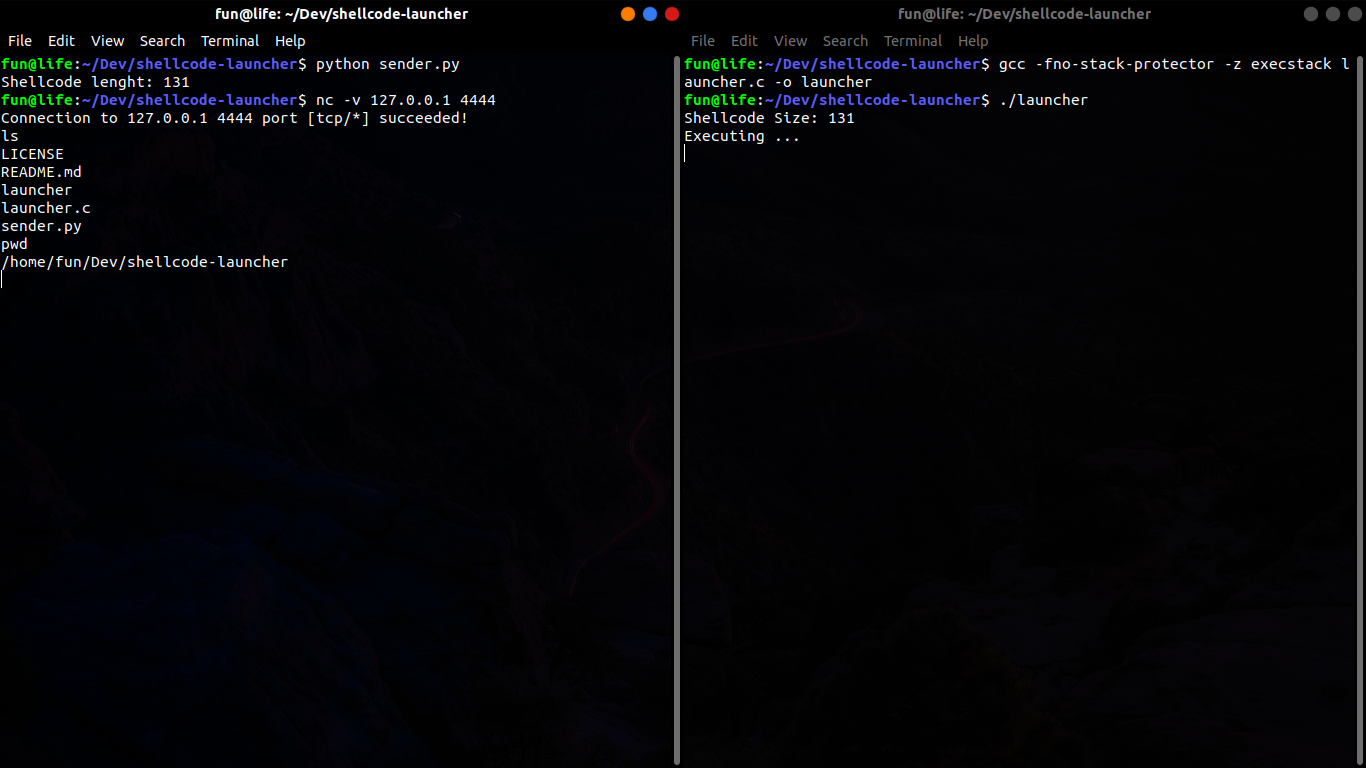 fun@life: ~/Dev/shellcode-launcher
File Edit View Search Terminal Help
fun@life:~/Dev/shellcode-launcher$ python sender.py
Shellcode lenght: 131
fun@life:~/Dev/shellcode-launcher$ nc -v 127.0.0.1 4444
Connection to 127.0.0.1 4444 port [tcp/*] succeeded!
ls
LICENSE
README.md
launcher
launcher.c
sender.py
pwd
/home/fun/Dev/shellcode-launcher
fun@life: ~/Dev/shellcode-launcher
File Edit View Search Terminal Help
fun@life:~/Dev/shellcode-launcher$ gcc -fno-stack-protector -z execstack l
auncher.c -o launcher
fun@life:~/Dev/shellcode-launcher$ ./launcher
Shellcode Size: 131
Executing ...